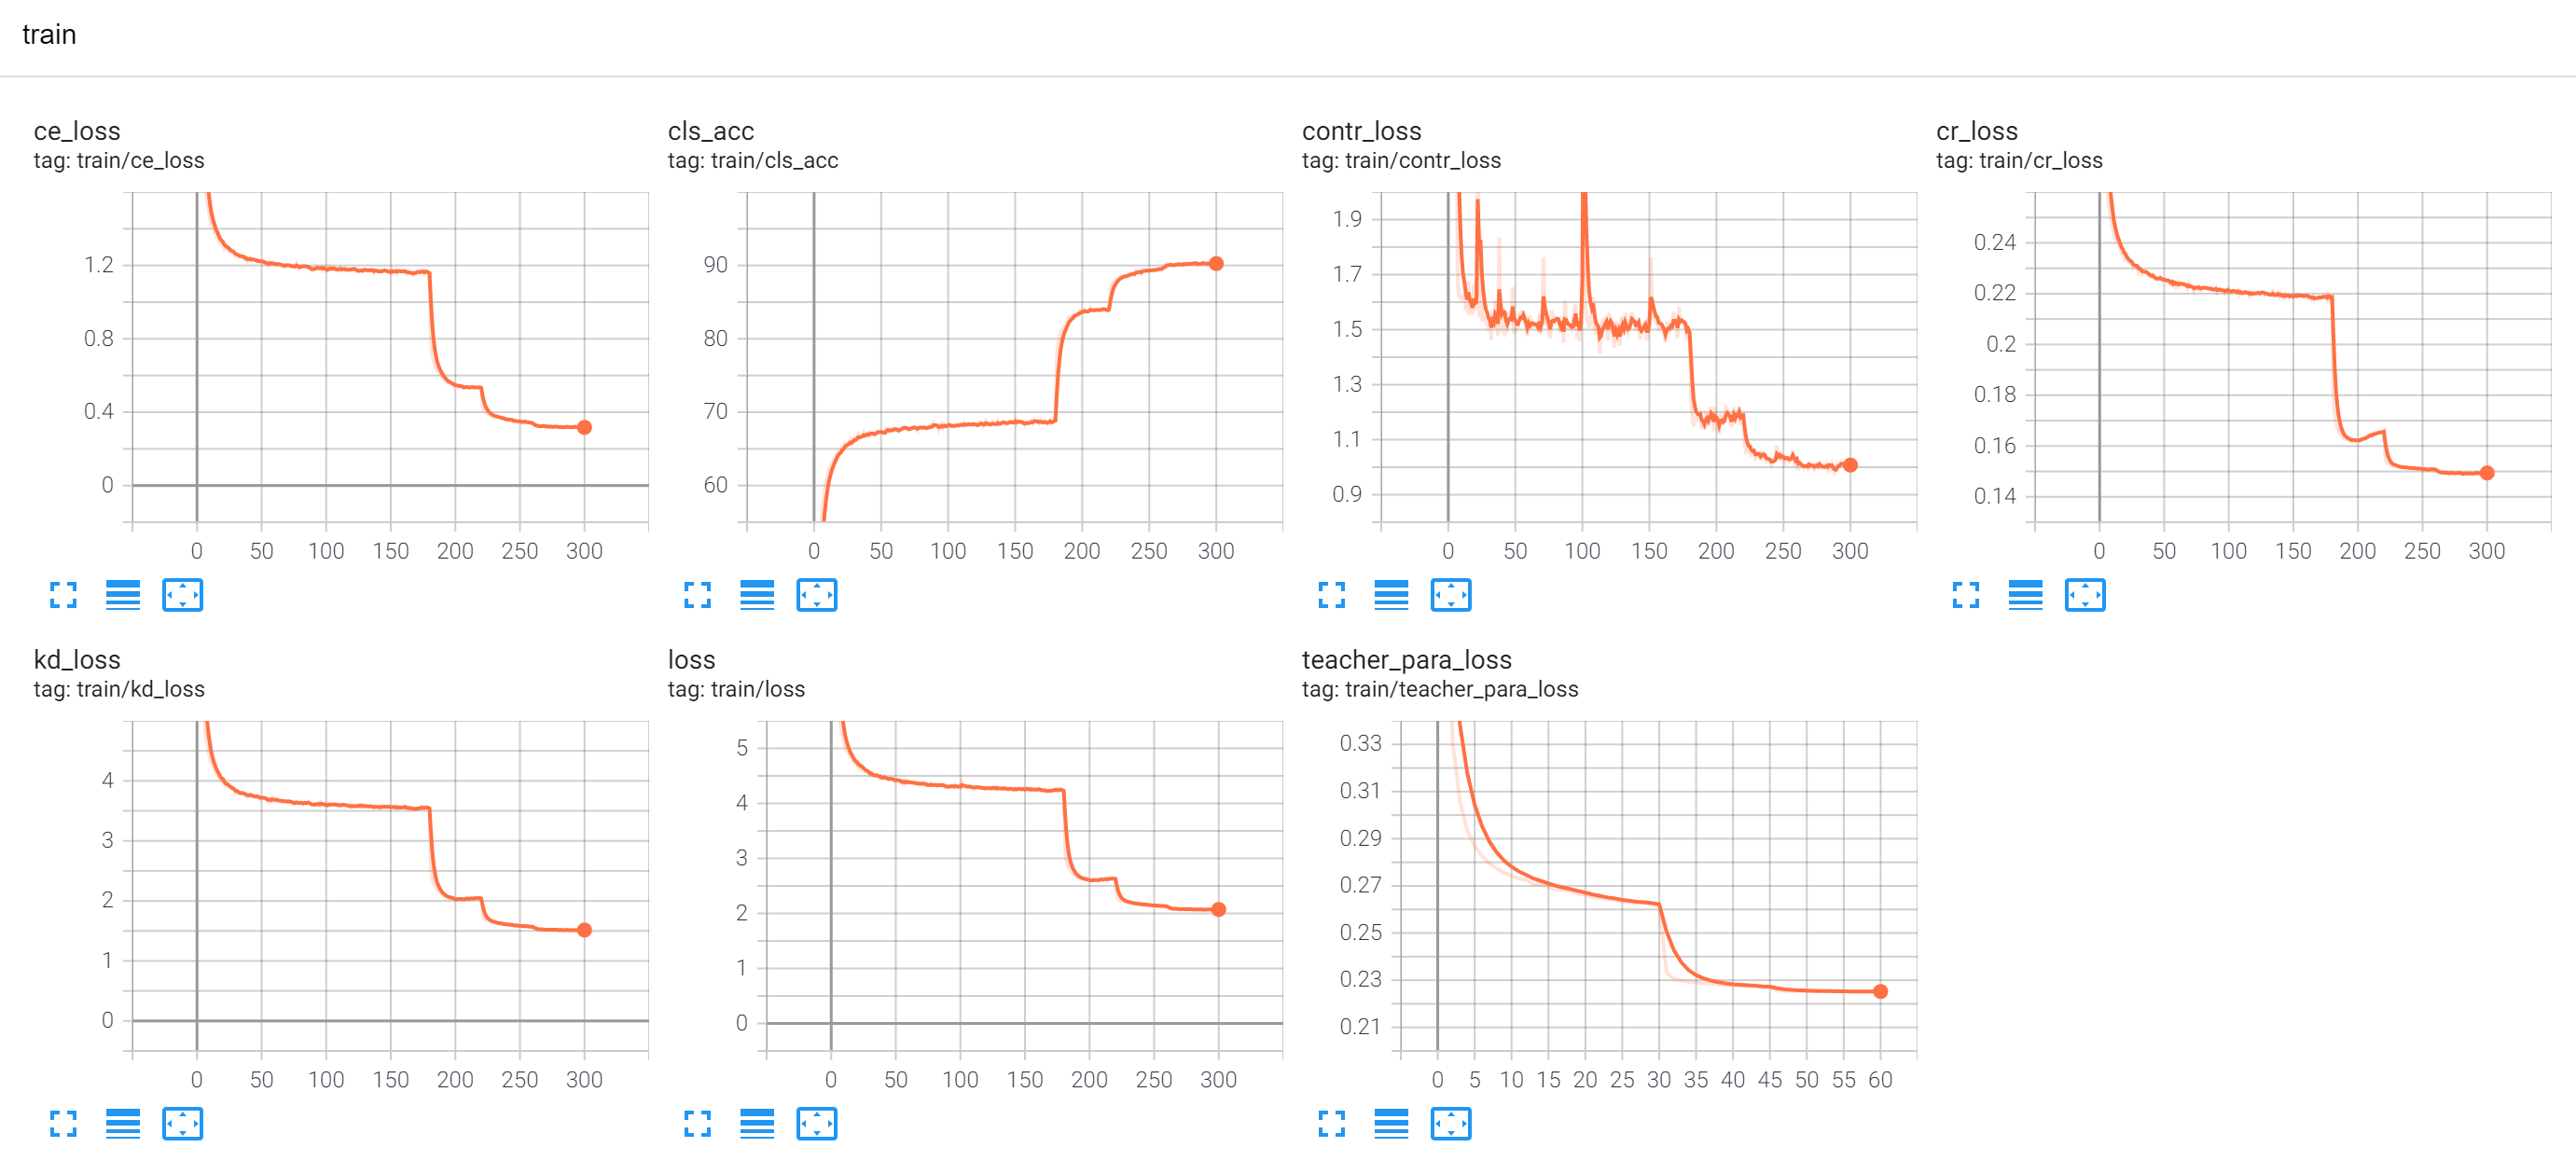 train
ce_loss
tag: train/ce_loss
1.2
0.8
0.4
0
0 50 100 150 200 250 300
cls_acc
tag: train/cls_acc
90
80
70
60
0 50 100 150 200 250 300
contr_loss
tag: train/contr_loss
1.9
1.7
1.5
1.3
1.1
0.9
0 50 100 150 200 250 300
cr_loss
tag: train/cr_loss
0.24
0.22
0.2
0.18
0.16
0.14
0 50 100 150 200 250 300
kd_loss
tag: train/kd_loss
4
3
2
1
0
0 50 100 150 200 250 300
loss
tag: train/loss
5
4
3
2
1
0
0 50 100 150 200 250 300
teacher_para_loss
tag: train/teacher_para_loss
0.33
0.31
0.29
0.27
0.25
0.23
0.21
0 5 10 15 20 25 30 35 40 45 50 55 60